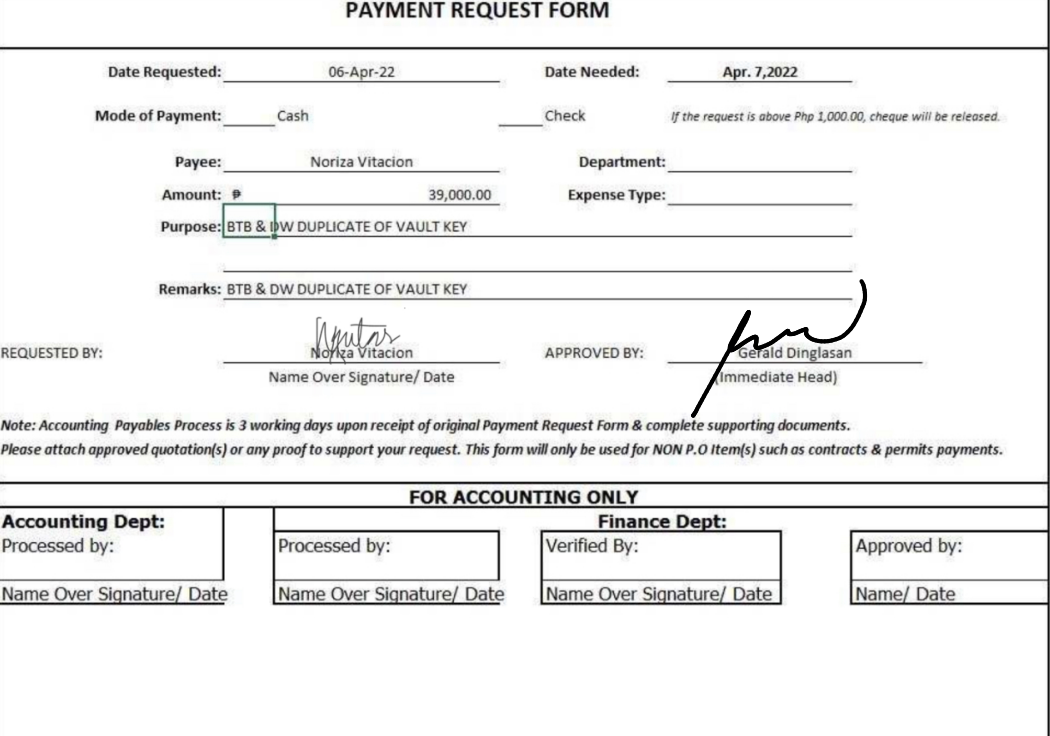 PAYMENT REQUEST FORM
Date Requested: 06-Apr-22 Date Needed: Apr. 7,2022
Mode of Payment: Cash Check If the request is above Php 1,000.00, cheque will be released.
Payee: Noriza Vitacion Department:
Amount: ₱ 39,000.00 Expense Type:
Purpose: BTB & DW DUPLICATE OF VAULT KEY
Remarks: BTB & DW DUPLICATE OF VAULT KEY
REQUESTED BY: Noriza Vitacion APPROVED BY: Gerald Dinglasan
Name Over Signature/ Date (Immediate Head)
Note: Accounting Payables Process is 3 working days upon receipt of original Payment Request Form & complete supporting documents.
Please attach approved quotation(s) or any proof to support your request. This form will only be used for NON P.O Item(s) such as contracts & permits payments.
FOR ACCOUNTING ONLY
Accounting Dept: Finance Dept:
Processed by: Processed by: Verified By: Approved by:
Name Over Signature/ Date Name Over Signature/ Date Name Over Signature/ Date Name/ Date